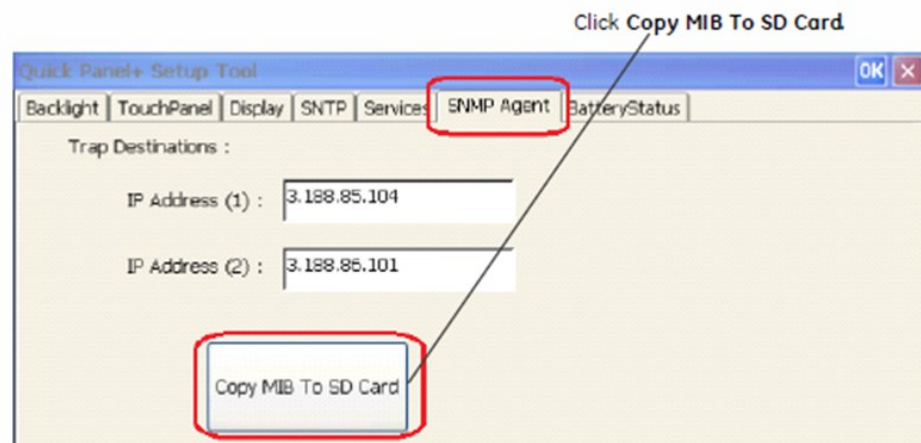 Click Copy MIB To SD Card
Quick Panel+ Setup Tool OK
Backlight TouchPanel Display SNTP Services SNMP Agent BatteryStatus
Trap Destinations :
IP Address (1) : 3.188.85.104
IP Address (2) : 3.188.86.101
Copy MIB To SD Card